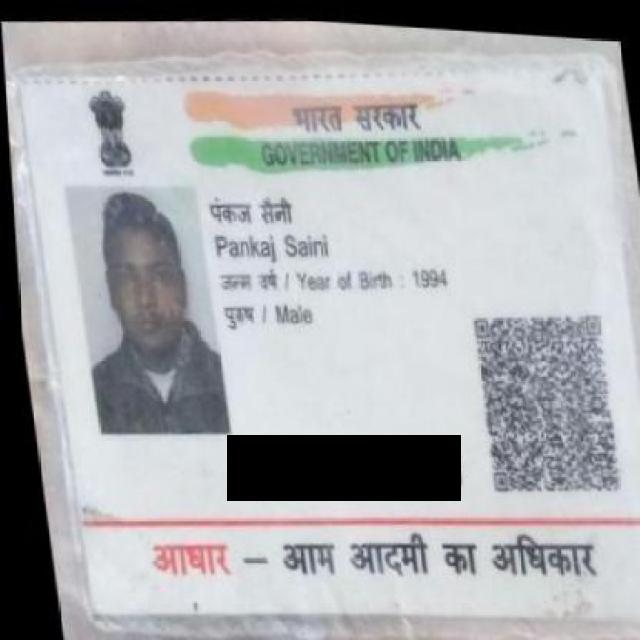 भारत सरकार
GOVERNMENT OF INDIA
पंकज सैनी
Pankaj Saini
जन्म वर्ष / Year of Birth : 1994
पुरुष / Male
आधार – आम आदमी का अधिकार